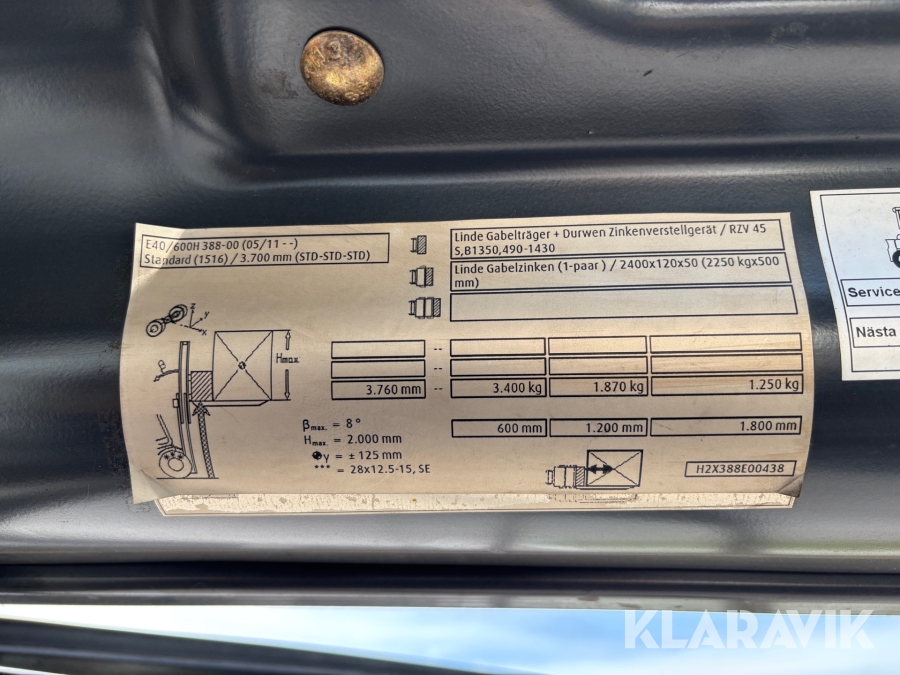 E40/600H 388-00 (05/11 - -)
Standard (1516) / 3.700 mm (STD-STD-STD)
Linde Gabelträger + Durwen Zinkenverstellgerät / RZV 45
S,B1350,490-1430
Linde Gabelzinken (1-paar) / 2400x120x50 (2250 kgx500
mm)
z
y
x
β
Hmax.
--
3.760 mm -- 3.400 kg 1.870 kg 1.250 kg
600 mm 1.200 mm 1.800 mm
βmax. = 8°
Hmax. = 2.000 mm
y = ± 125 mm
*** = 28x12.5-15, SE
H2X388E00438
Service
Nästa
KLARAVIK